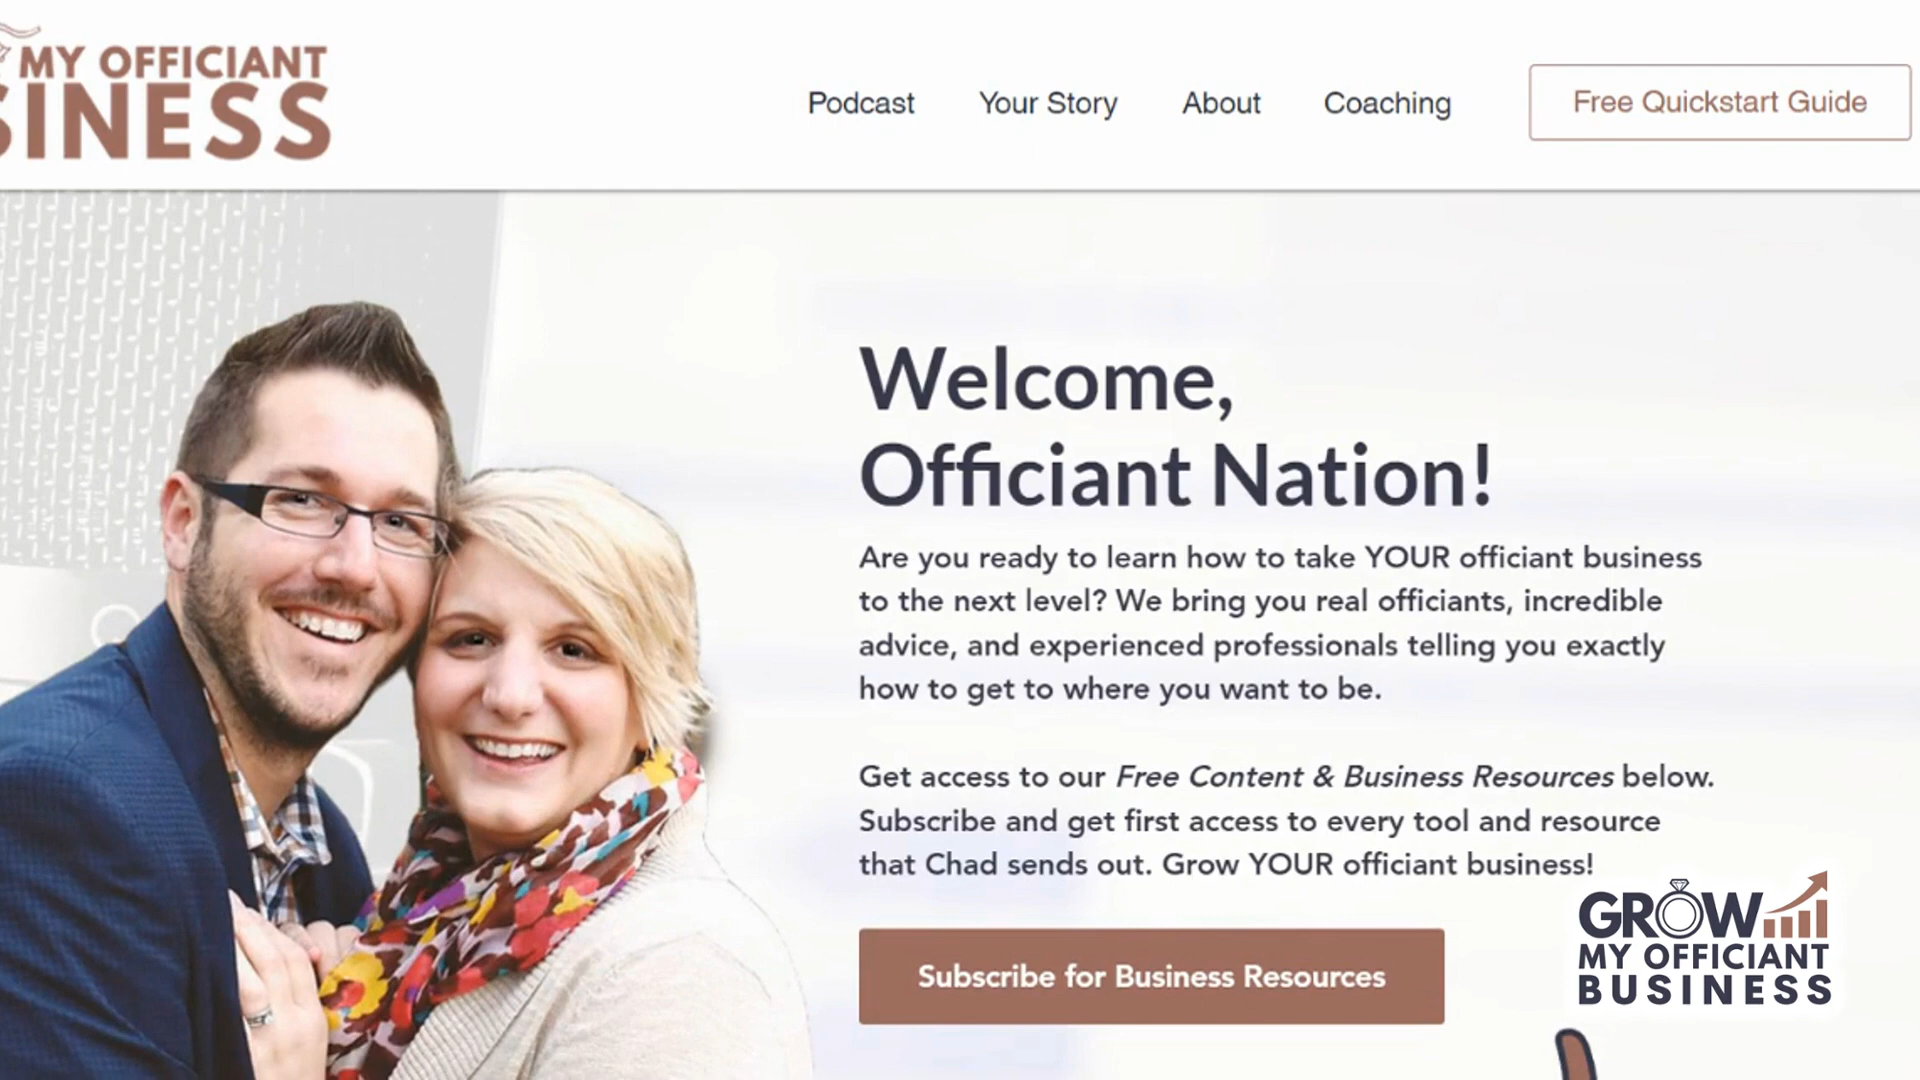 MY OFFICIANT
SINESS
Podcast
Your Story
About
Coaching
Free Quickstart Guide
Welcome,
Officiant Nation!
Are you ready to learn how to take YOUR officiant business
to the next level? We bring you real officiants, incredible
advice, and experienced professionals telling you exactly
how to get to where you want to be.
Get access to our Free Content & Business Resources below.
Subscribe and get first access to every tool and resource
that Chad sends out. Grow YOUR officiant business!
Subscribe for Business Resources
GROW
MY OFFICIANT
BUSINESS